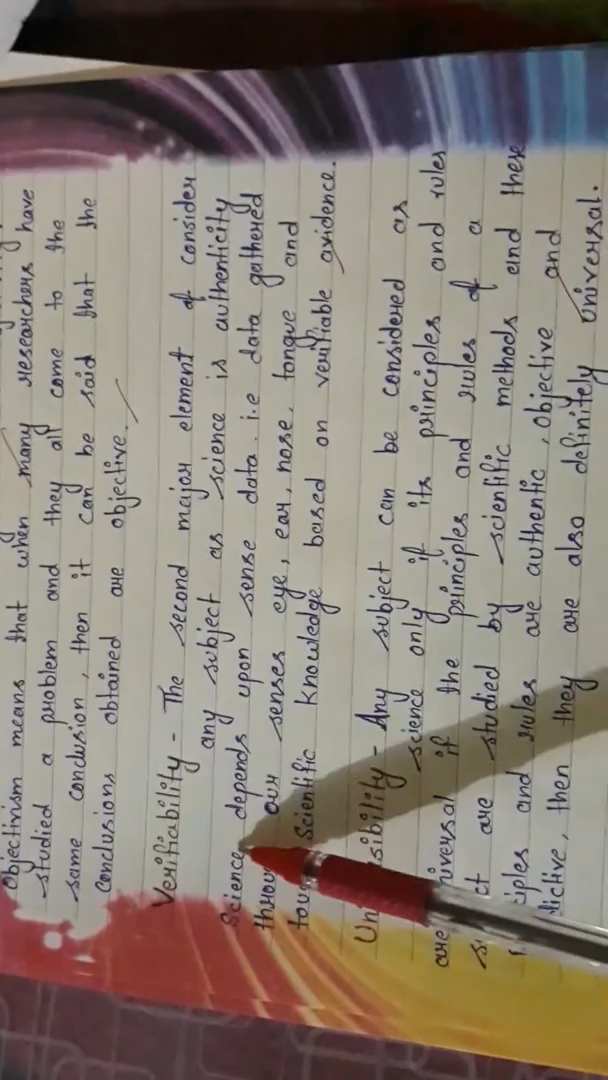 objectivism means that when many researchers have
studied a problem and they all come to the
same conclusion, then it can be said that the
conclusions obtained are objective.
Verifiability - The second major element of consider
any subject as science is authenticity
Science depends upon sense data. i.e data gathered
our senses eye, ear, nose, tongue and
scientific knowledge based on verifiable evidence.
Any subject can be considered as
science only if its principles and rules
are if the principles and rules of a
are studied by scientific methods and these
and rules are authentic, objective and
then they are also definitely universal.